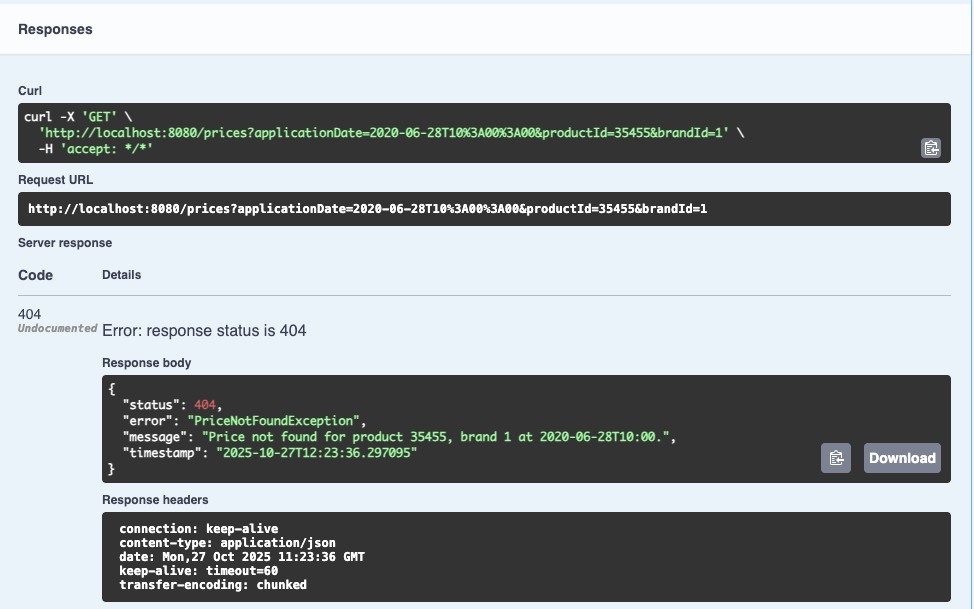 Responses
Curl
curl -X 'GET' \
'http://localhost:8080/prices?applicationDate=2020-06-28T10%3A00%3A00&productId=35455&brandId=1' \
-H 'accept: */*'
Request URL
http://localhost:8080/prices?applicationDate=2020-06-28T10%3A00%3A00&productId=35455&brandId=1
Server response
Code Details
404
Undocumented Error: response status is 404
Response body
{
"status": 404,
"error": "PriceNotFoundException",
"message": "Price not found for product 35455, brand 1 at 2020-06-28T10:00.",
"timestamp": "2025-10-27T12:23:36.297095"
}
Download
Response headers
connection: keep-alive
content-type: application/json
date: Mon,27 Oct 2025 11:23:36 GMT
keep-alive: timeout=60
transfer-encoding: chunked